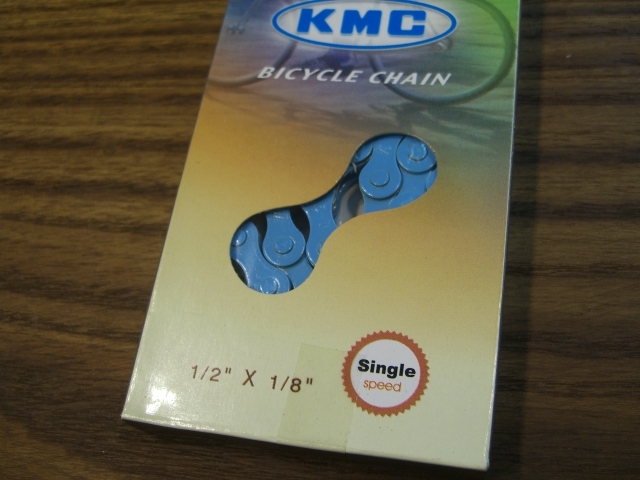 KMC
BICYCLE CHAIN
1/2" X 1/8"
Single
speed